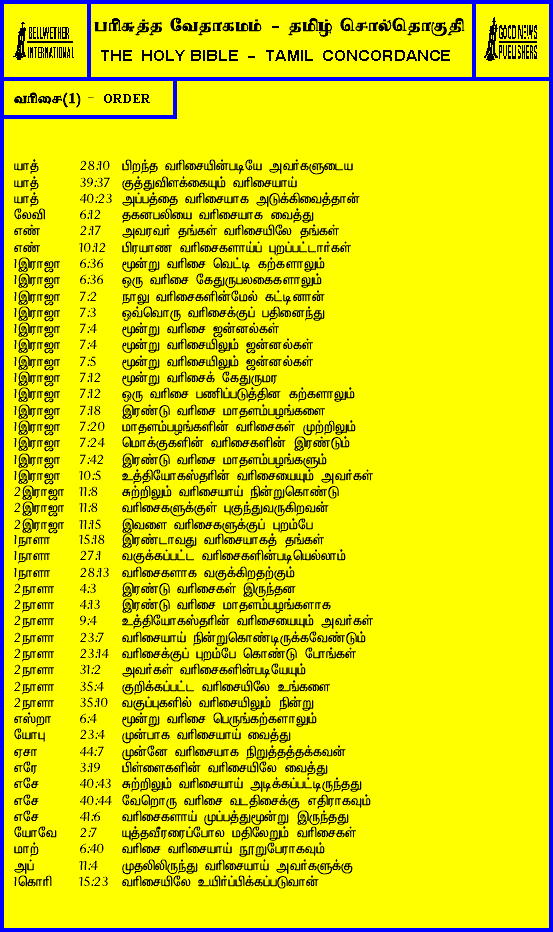 BELLWETHER
INTERNATIONAL
பரிசுத்த வேதாகமம் - தமிழ் சொல்தொகுதி
THE HOLY BIBLE - TAMIL CONCORDANCE
GOOD NEWS
PUBLISHERS
வரிசை(1) - ORDER
யாத் 28:10 பிறந்த வரிசையின்படியே அவர்களுடைய
யாத் 39:37 குத்துவிளக்கையும் வரிசையாய்
யாத் 40:23 அப்பத்தை வரிசையாக அடுக்கிவைத்தான்
லேவி 6:12 தகனபலியை வரிசையாக வைத்து
எண் 2:17 அவரவர் தங்கள் வரிசையிலே தங்கள்
எண் 10:12 பிரயாண வரிசைகளாய்ப் புறப்பட்டார்கள்
1இராஜா 6:36 மூன்று வரிசை வெட்டி கற்களாலும்
1இராஜா 6:36 ஒரு வரிசை கேதுருபலகைகளாலும்
1இராஜா 7:2 நாலு வரிசைகளின்மேல் கட்டினான்
1இராஜா 7:3 ஒவ்வொரு வரிசைக்குப் பதினைந்து
1இராஜா 7:4 மூன்று வரிசை ஜன்னல்கள்
1இராஜா 7:4 மூன்று வரிசையிலும் ஜன்னல்கள்
1இராஜா 7:5 மூன்று வரிசையிலும் ஜன்னல்கள்
1இராஜா 7:12 மூன்று வரிசைக் கேதுருமர
1இராஜா 7:12 ஒரு வரிசை பணிப்படுத்தின கற்களாலும்
1இராஜா 7:18 இரண்டு வரிசை மாதளம்பழங்களை
1இராஜா 7:20 மாதளம்பழங்களின் வரிசைகள் முற்றிலும்
1இராஜா 7:24 மொக்குகளின் வரிசைகளின் இரண்டும்
1இராஜா 7:42 இரண்டு வரிசை மாதளம்பழங்களும்
1இராஜா 10:5 உத்தியோகஸ்தரின் வரிசையையும் அவர்கள்
2இராஜா 11:8 சுற்றிலும் வரிசையாய் நின்றுகொண்டு
2இராஜா 11:8 வரிசைகளுக்குள் புகுந்துவருகிறவன்
2இராஜா 11:15 இவளை வரிசைகளுக்குப் புறம்பே
1நாளா 15:18 இரண்டாவது வரிசையாகத் தங்கள்
1நாளா 27:1 வகுக்கப்பட்ட வரிசைகளின்படியெல்லாம்
1நாளா 28:13 வரிசைகளாக வகுக்கிறதற்கும்
2நாளா 4:3 இரண்டு வரிசைகள் இருந்தன
2நாளா 4:13 இரண்டு வரிசை மாதளம்பழங்களாக
2நாளா 9:4 உத்தியோகஸ்தரின் வரிசையையும் அவர்கள்
2நாளா 23:7 வரிசையாய் நின்றுகொண்டிருக்கவேண்டும்
2நாளா 23:14 வரிசைக்குப் புறம்பே கொண்டு போங்கள்
2நாளா 31:2 அவர்கள் வரிசைகளின்படியேயும்
2நாளா 35:4 குறிக்கப்பட்ட வரிசையிலே உங்களை
2நாளா 35:10 வகுப்புகளில் வரிசையிலும் நின்று
எஸ்றா 6:4 மூன்று வரிசை பெருங்கற்களாலும்
யோபு 23:4 முன்பாக வரிசையாய் வைத்து
ஏசா 44:7 முன்னே வரிசையாக நிறுத்தத்தக்கவன்
எரே 3:19 பிள்ளைகளின் வரிசையிலே வைத்து
எசே 40:43 சுற்றிலும் வரிசையாய் அடிக்கப்பட்டிருந்தது
எசே 40:44 வேறொரு வரிசை வடதிசைக்கு எதிராகவும்
எசே 41:6 வரிசைகளாய் முப்பத்துமூன்று இருந்தது
யோவே 2:7 யுத்தவீரரைப்போல மதிலேறும் வரிசைகள்
மாற் 6:40 வரிசை வரிசையாய் நூறுபேராகவும்
அப் 11:4 முதலிலிருந்து வரிசையாய் அவர்களுக்கு
1கொரி 15:23 வரிசையிலே உயிர்ப்பிக்கப்படுவான்